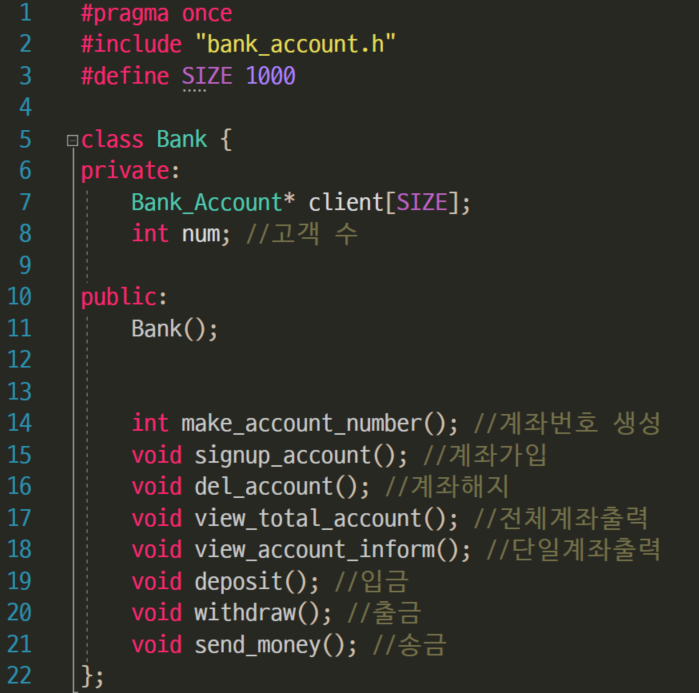 1 #pragma once
2 #include "bank_account.h"
3 #define SIZE 1000
4
5 class Bank {
6 private:
7 Bank_Account* client[SIZE];
8 int num; //고객 수
9
10 public:
11 Bank();
12
13
14 int make_account_number(); //계좌번호 생성
15 void signup_account(); //계좌가입
16 void del_account(); //계좌해지
17 void view_total_account(); //전체계좌출력
18 void view_account_inform(); //단일계좌출력
19 void deposit(); //입금
20 void withdraw(); //출금
21 void send_money(); //송금
22 };